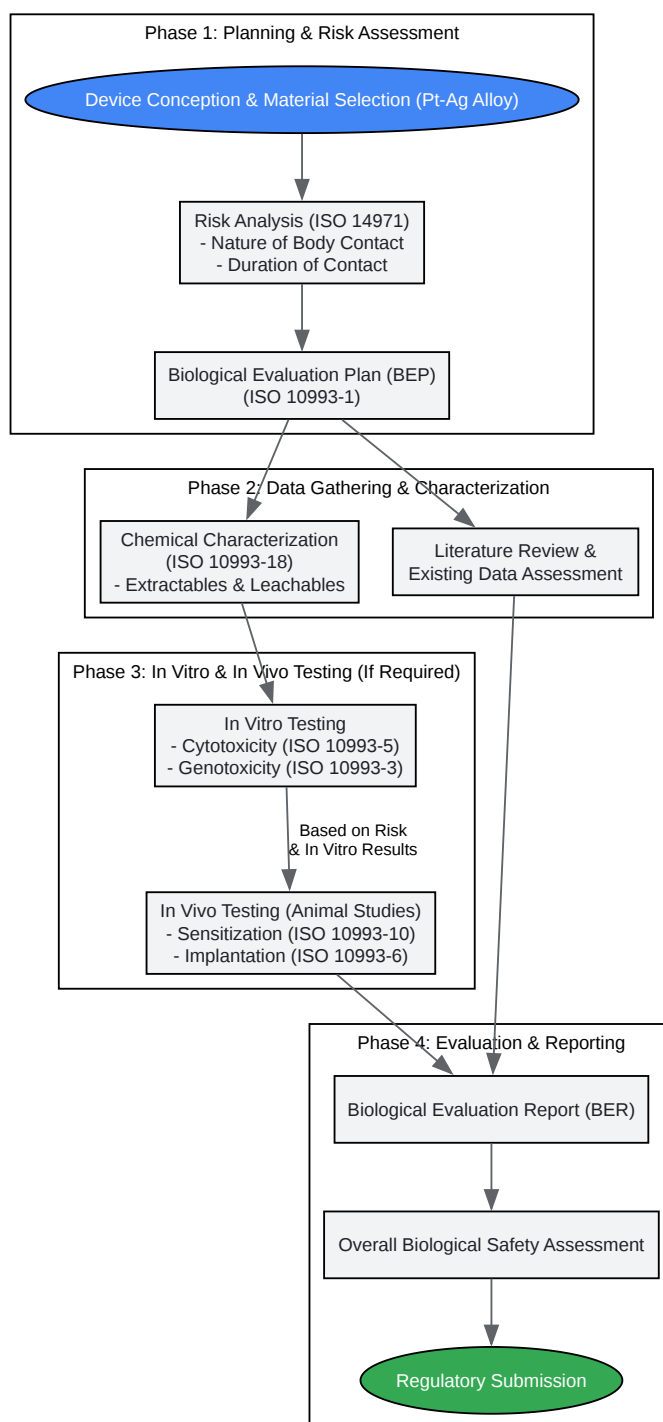 Phase 1: Planning & Risk Assessment
Device Conception & Material Selection (Pt-Ag Alloy)
Risk Analysis (ISO 14971)
- Nature of Body Contact
- Duration of Contact
Biological Evaluation Plan (BEP)
(ISO 10993-1)
Phase 2: Data Gathering & Characterization
Chemical Characterization
(ISO 10993-18)
- Extractables & Leachables
Literature Review &
Existing Data Assessment
Phase 3: In Vitro & In Vivo Testing (If Required)
In Vitro Testing
- Cytotoxicity (ISO 10993-5)
- Genotoxicity (ISO 10993-3)
Based on Risk
& In Vitro Results
In Vivo Testing (Animal Studies)
- Sensitization (ISO 10993-10)
- Implantation (ISO 10993-6)
Phase 4: Evaluation & Reporting
Biological Evaluation Report (BER)
Overall Biological Safety Assessment
Regulatory Submission